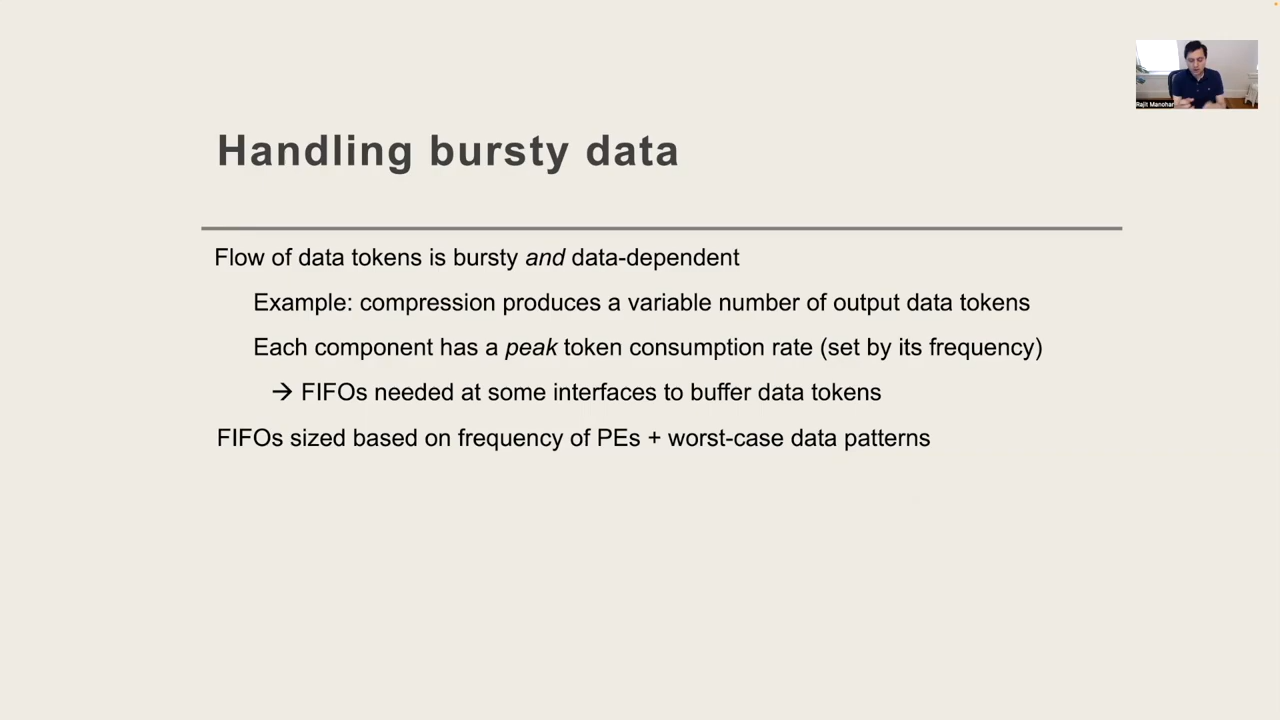 Rajit Manohar
Handling bursty data
Flow of data tokens is bursty and data-dependent
Example: compression produces a variable number of output data tokens
Each component has a peak token consumption rate (set by its frequency)
→ FIFOs needed at some interfaces to buffer data tokens
FIFOs sized based on frequency of PEs + worst-case data patterns